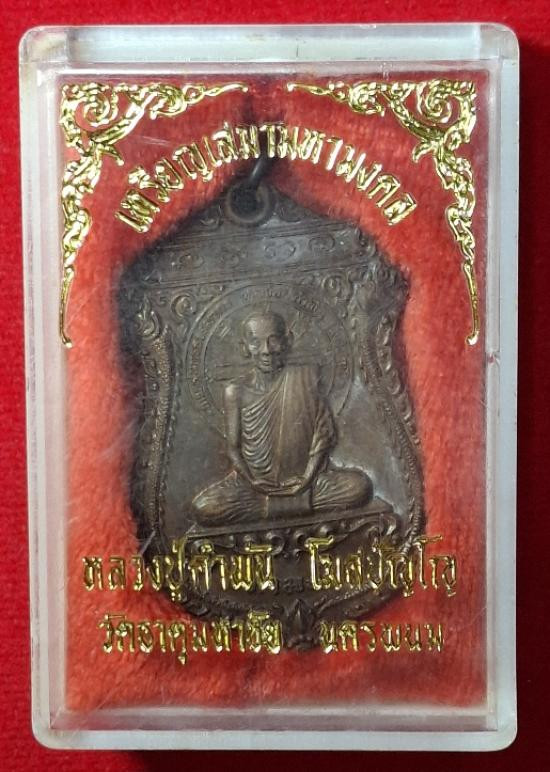 เหรียญเสมามหามงคล
หลวงปู่คำพันธ์ โฆสปัญโญ
วัดธาตุมหาชัย นครพนม